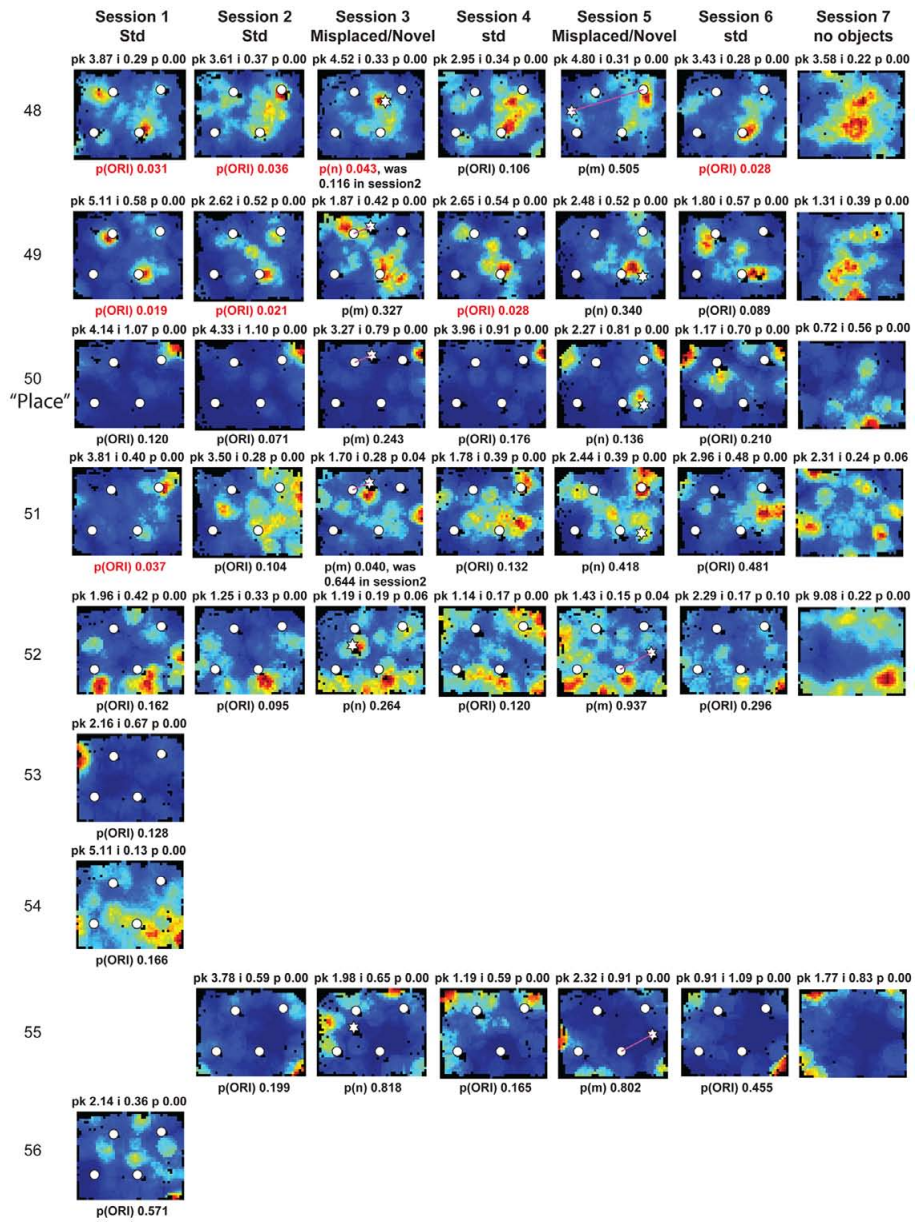 Session 1 Session 2 Session 3 Session 4 Session 5 Session 6 Session 7
Std Std Misplaced/Novel std Misplaced/Novel std no objects
pk 3.87 i 0.29 p 0.00 pk 3.61 i 0.37 p 0.00 pk 4.52 i 0.33 p 0.00 pk 2.95 i 0.34 p 0.00 pk 4.80 i 0.31 p 0.00 pk 3.43 i 0.28 p 0.00 pk 3.58 i 0.22 p 0.00
48
p(ORI) 0.031 p(ORI) 0.036 p(n) 0.043, was p(ORI) 0.106 p(m) 0.505 p(ORI) 0.028
0.116 in session2
pk 5.11 i 0.58 p 0.00 pk 2.62 i 0.52 p 0.00 pk 1.87 i 0.42 p 0.00 pk 2.65 i 0.54 p 0.00 pk 2.48 i 0.52 p 0.00 pk 1.80 i 0.57 p 0.00 pk 1.31 i 0.39 p 0.00
49
p(ORI) 0.019 p(ORI) 0.021 p(m) 0.327 p(ORI) 0.028 p(n) 0.340 p(ORI) 0.089
pk 4.14 i 1.07 p 0.00 pk 4.33 i 1.10 p 0.00 pk 3.27 i 0.79 p 0.00 pk 3.96 i 0.91 p 0.00 pk 2.27 i 0.81 p 0.00 pk 1.17 i 0.70 p 0.00 pk 0.72 i 0.56 p 0.00
50
"Place"
p(ORI) 0.120 p(ORI) 0.071 p(m) 0.243 p(ORI) 0.176 p(n) 0.136 p(ORI) 0.210
pk 3.81 i 0.40 p 0.00 pk 3.50 i 0.28 p 0.00 pk 1.70 i 0.28 p 0.04 pk 1.78 i 0.39 p 0.00 pk 2.44 i 0.39 p 0.00 pk 2.96 i 0.48 p 0.00 pk 2.31 i 0.24 p 0.06
51
p(ORI) 0.037 p(ORI) 0.104 p(m) 0.040, was p(ORI) 0.132 p(n) 0.418 p(ORI) 0.481
0.644 in session2
pk 1.96 i 0.42 p 0.00 pk 1.25 i 0.33 p 0.00 pk 1.19 i 0.19 p 0.06 pk 1.14 i 0.17 p 0.00 pk 1.43 i 0.15 p 0.04 pk 2.29 i 0.17 p 0.10 pk 9.08 i 0.22 p 0.00
52
p(ORI) 0.162 p(ORI) 0.095 p(n) 0.264 p(ORI) 0.120 p(m) 0.937 p(ORI) 0.296
pk 2.16 i 0.67 p 0.00
53
p(ORI) 0.128
pk 5.11 i 0.13 p 0.00
54
p(ORI) 0.166
pk 3.78 i 0.59 p 0.00 pk 1.98 i 0.65 p 0.00 pk 1.19 i 0.59 p 0.00 pk 2.32 i 0.91 p 0.00 pk 0.91 i 1.09 p 0.00 pk 1.77 i 0.83 p 0.00
55
p(ORI) 0.199 p(n) 0.818 p(ORI) 0.165 p(m) 0.802 p(ORI) 0.455
pk 2.14 i 0.36 p 0.00
56
p(ORI) 0.571